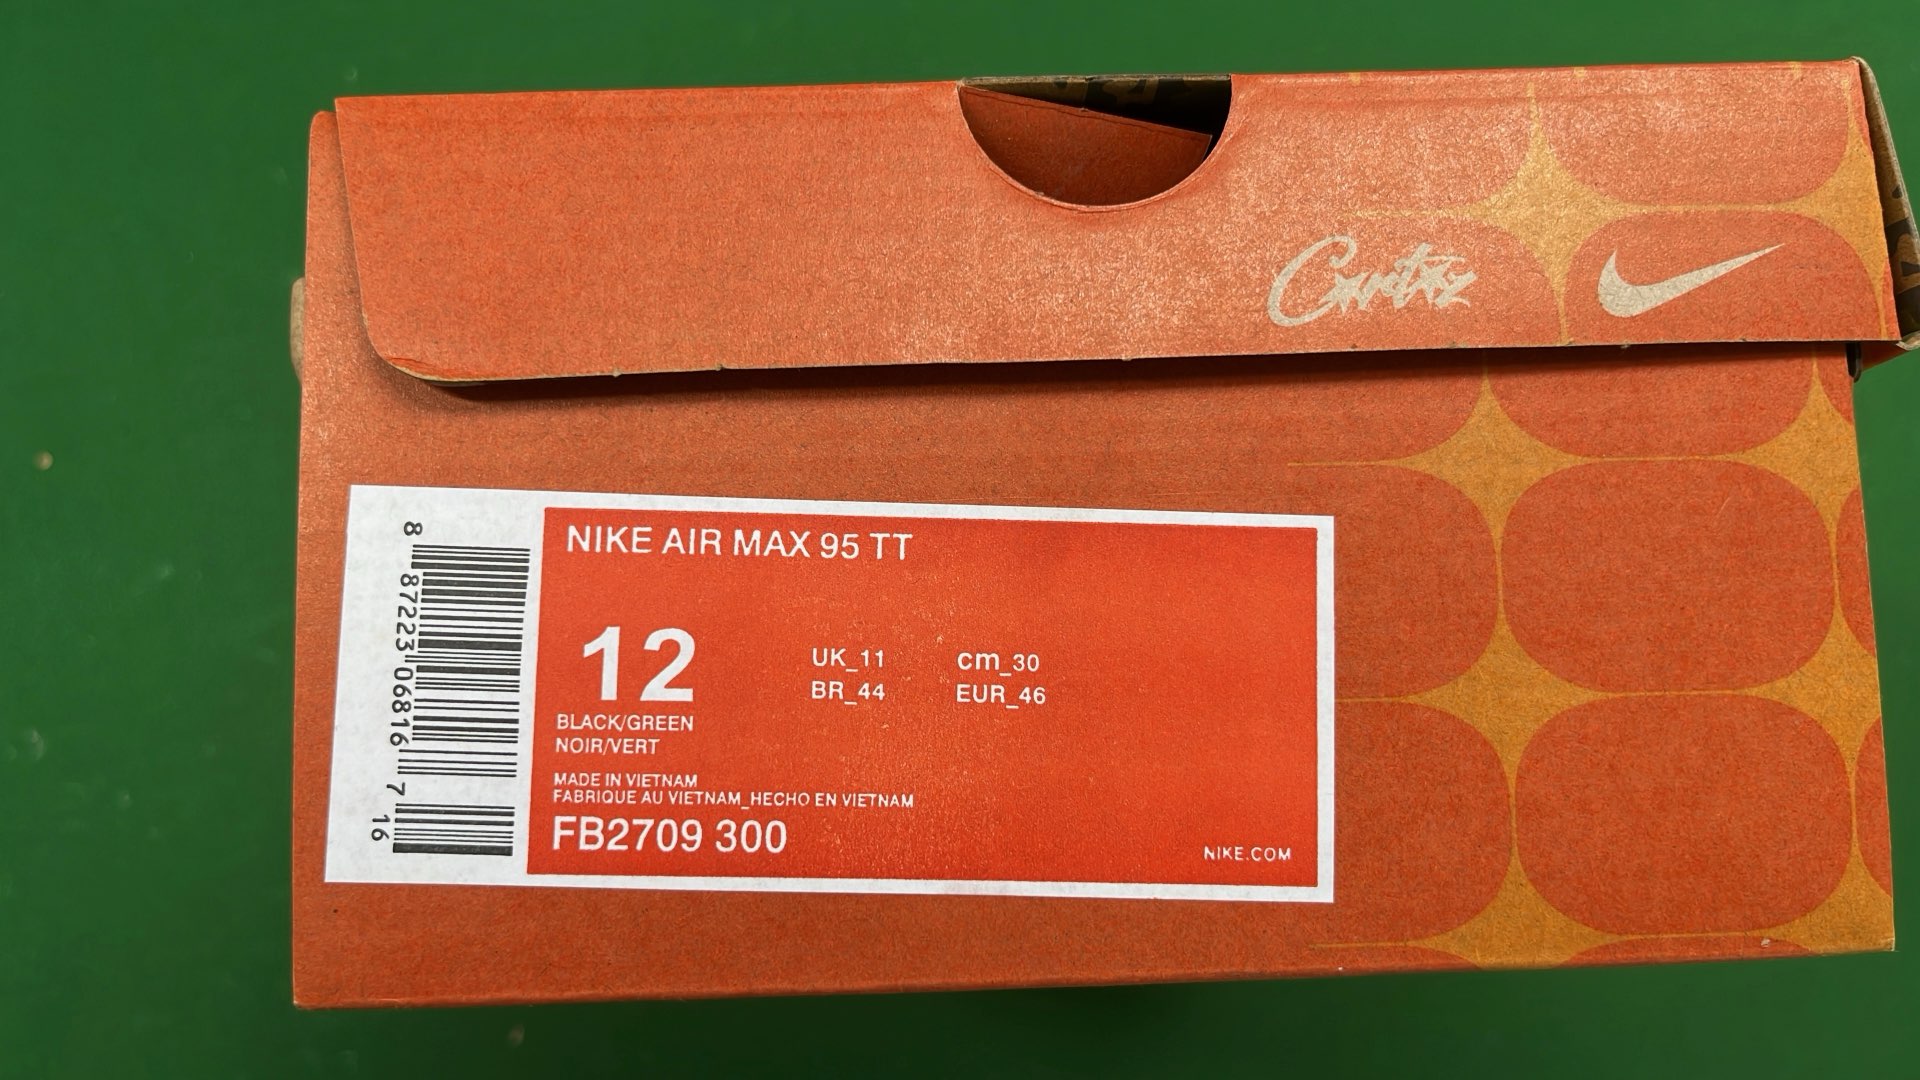 Corteiz
NIKE AIR MAX 95 TT
12
UK_11 cm_30
BR_44 EUR_46
BLACK/GREEN
NOIR/VERT
MADE IN VIETNAM
FABRIQUE AU VIETNAM_HECHO EN VIETNAM
FB2709 300
NIKE.COM
8 87223 06816 7 16